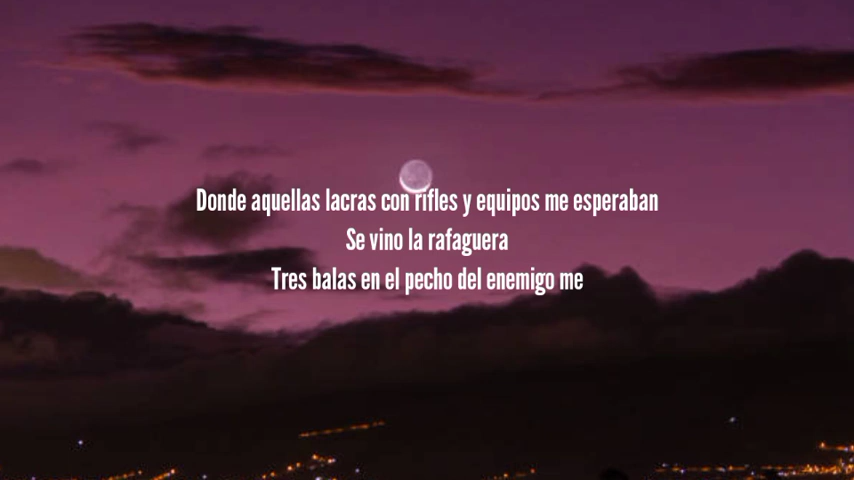 Donde aquellas lacras con rifles y equipos me esperaban
Se vino la rafaguera
Tres balas en el pecho del enemigo me